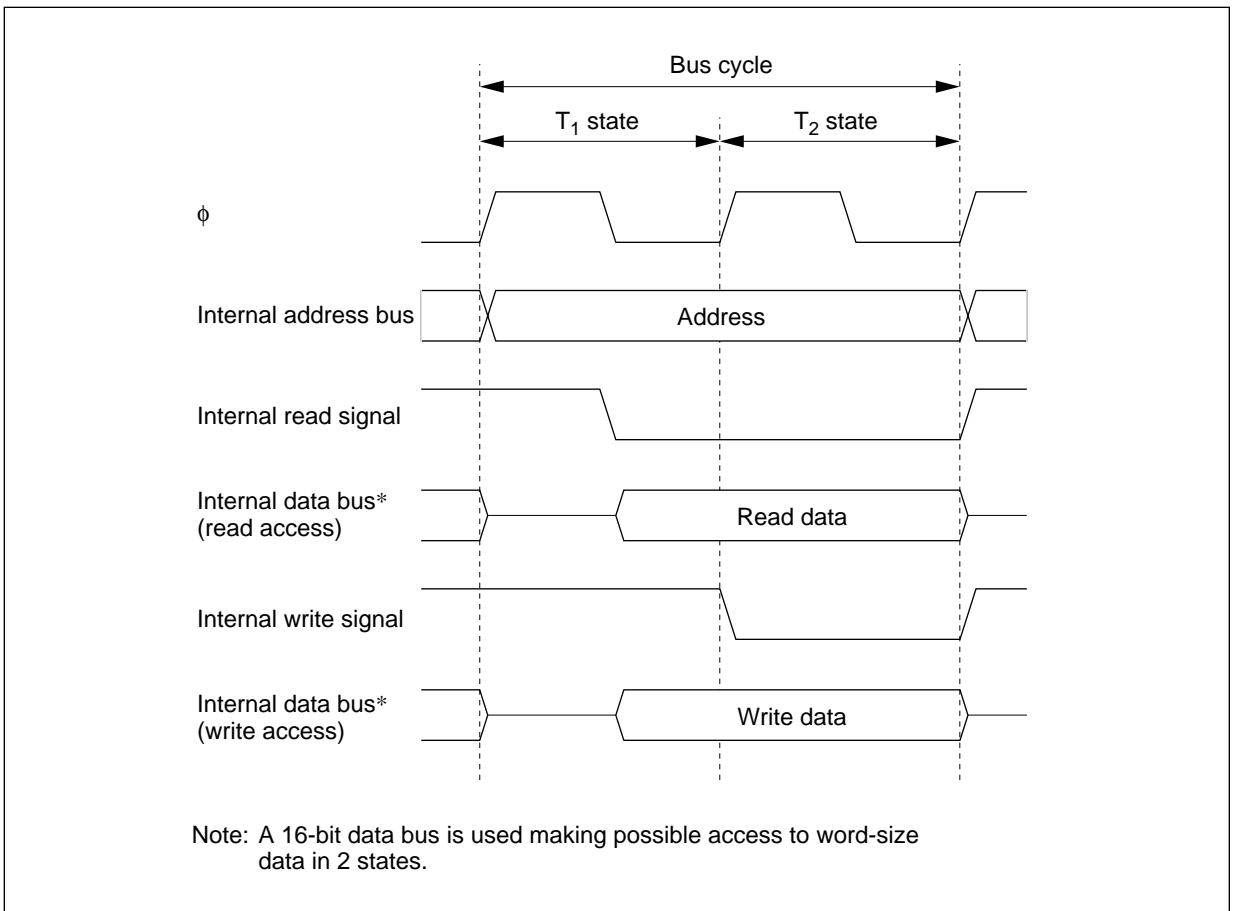 Bus cycle
T₁ state
T₂ state
ϕ
Internal address bus
Address
Internal read signal
Internal data bus*
(read access)
Read data
Internal write signal
Internal data bus*
(write access)
Write data
Note: A 16-bit data bus is used making possible access to word-size
data in 2 states.